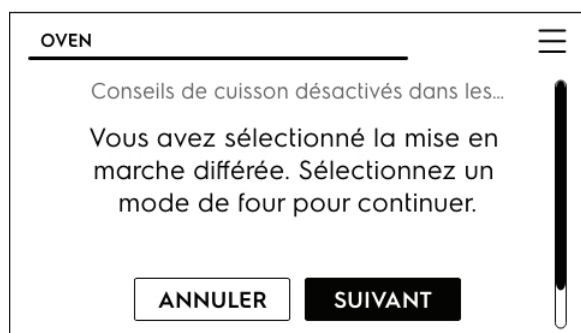 OVEN
Conseils de cuisson désactivés dans les...
Vous avez sélectionné la mise en
marche différée. Sélectionnez un
mode de four pour continuer.
ANNULER SUIVANT